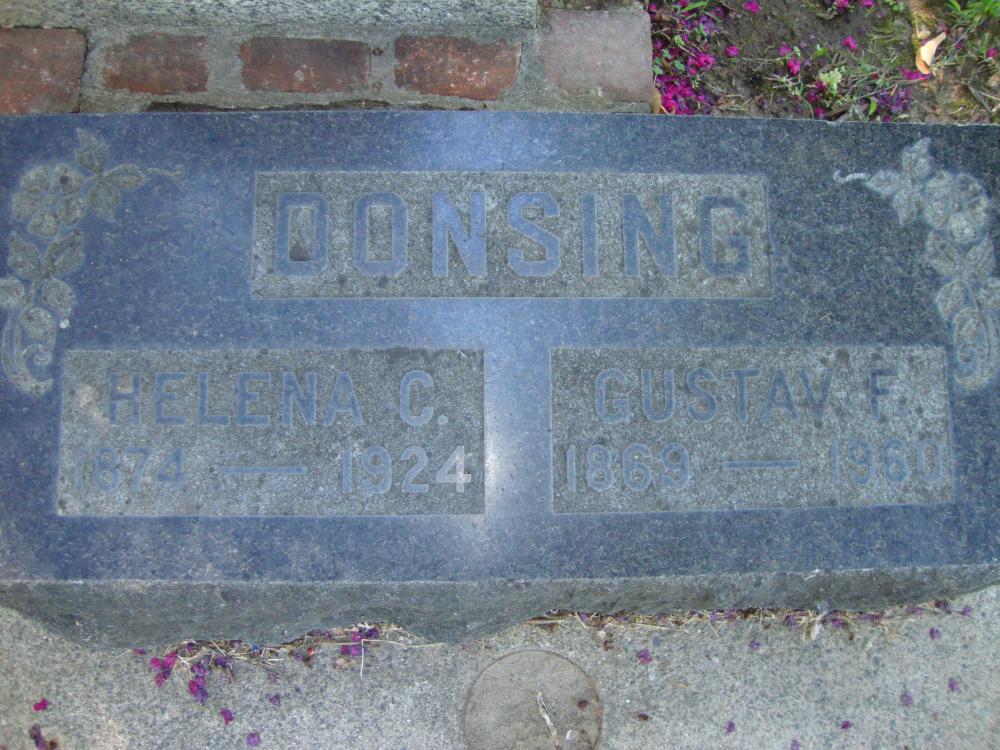 DONSING
HELENA C.
1874 — 1924
GUSTAV F.
1869 — 1960